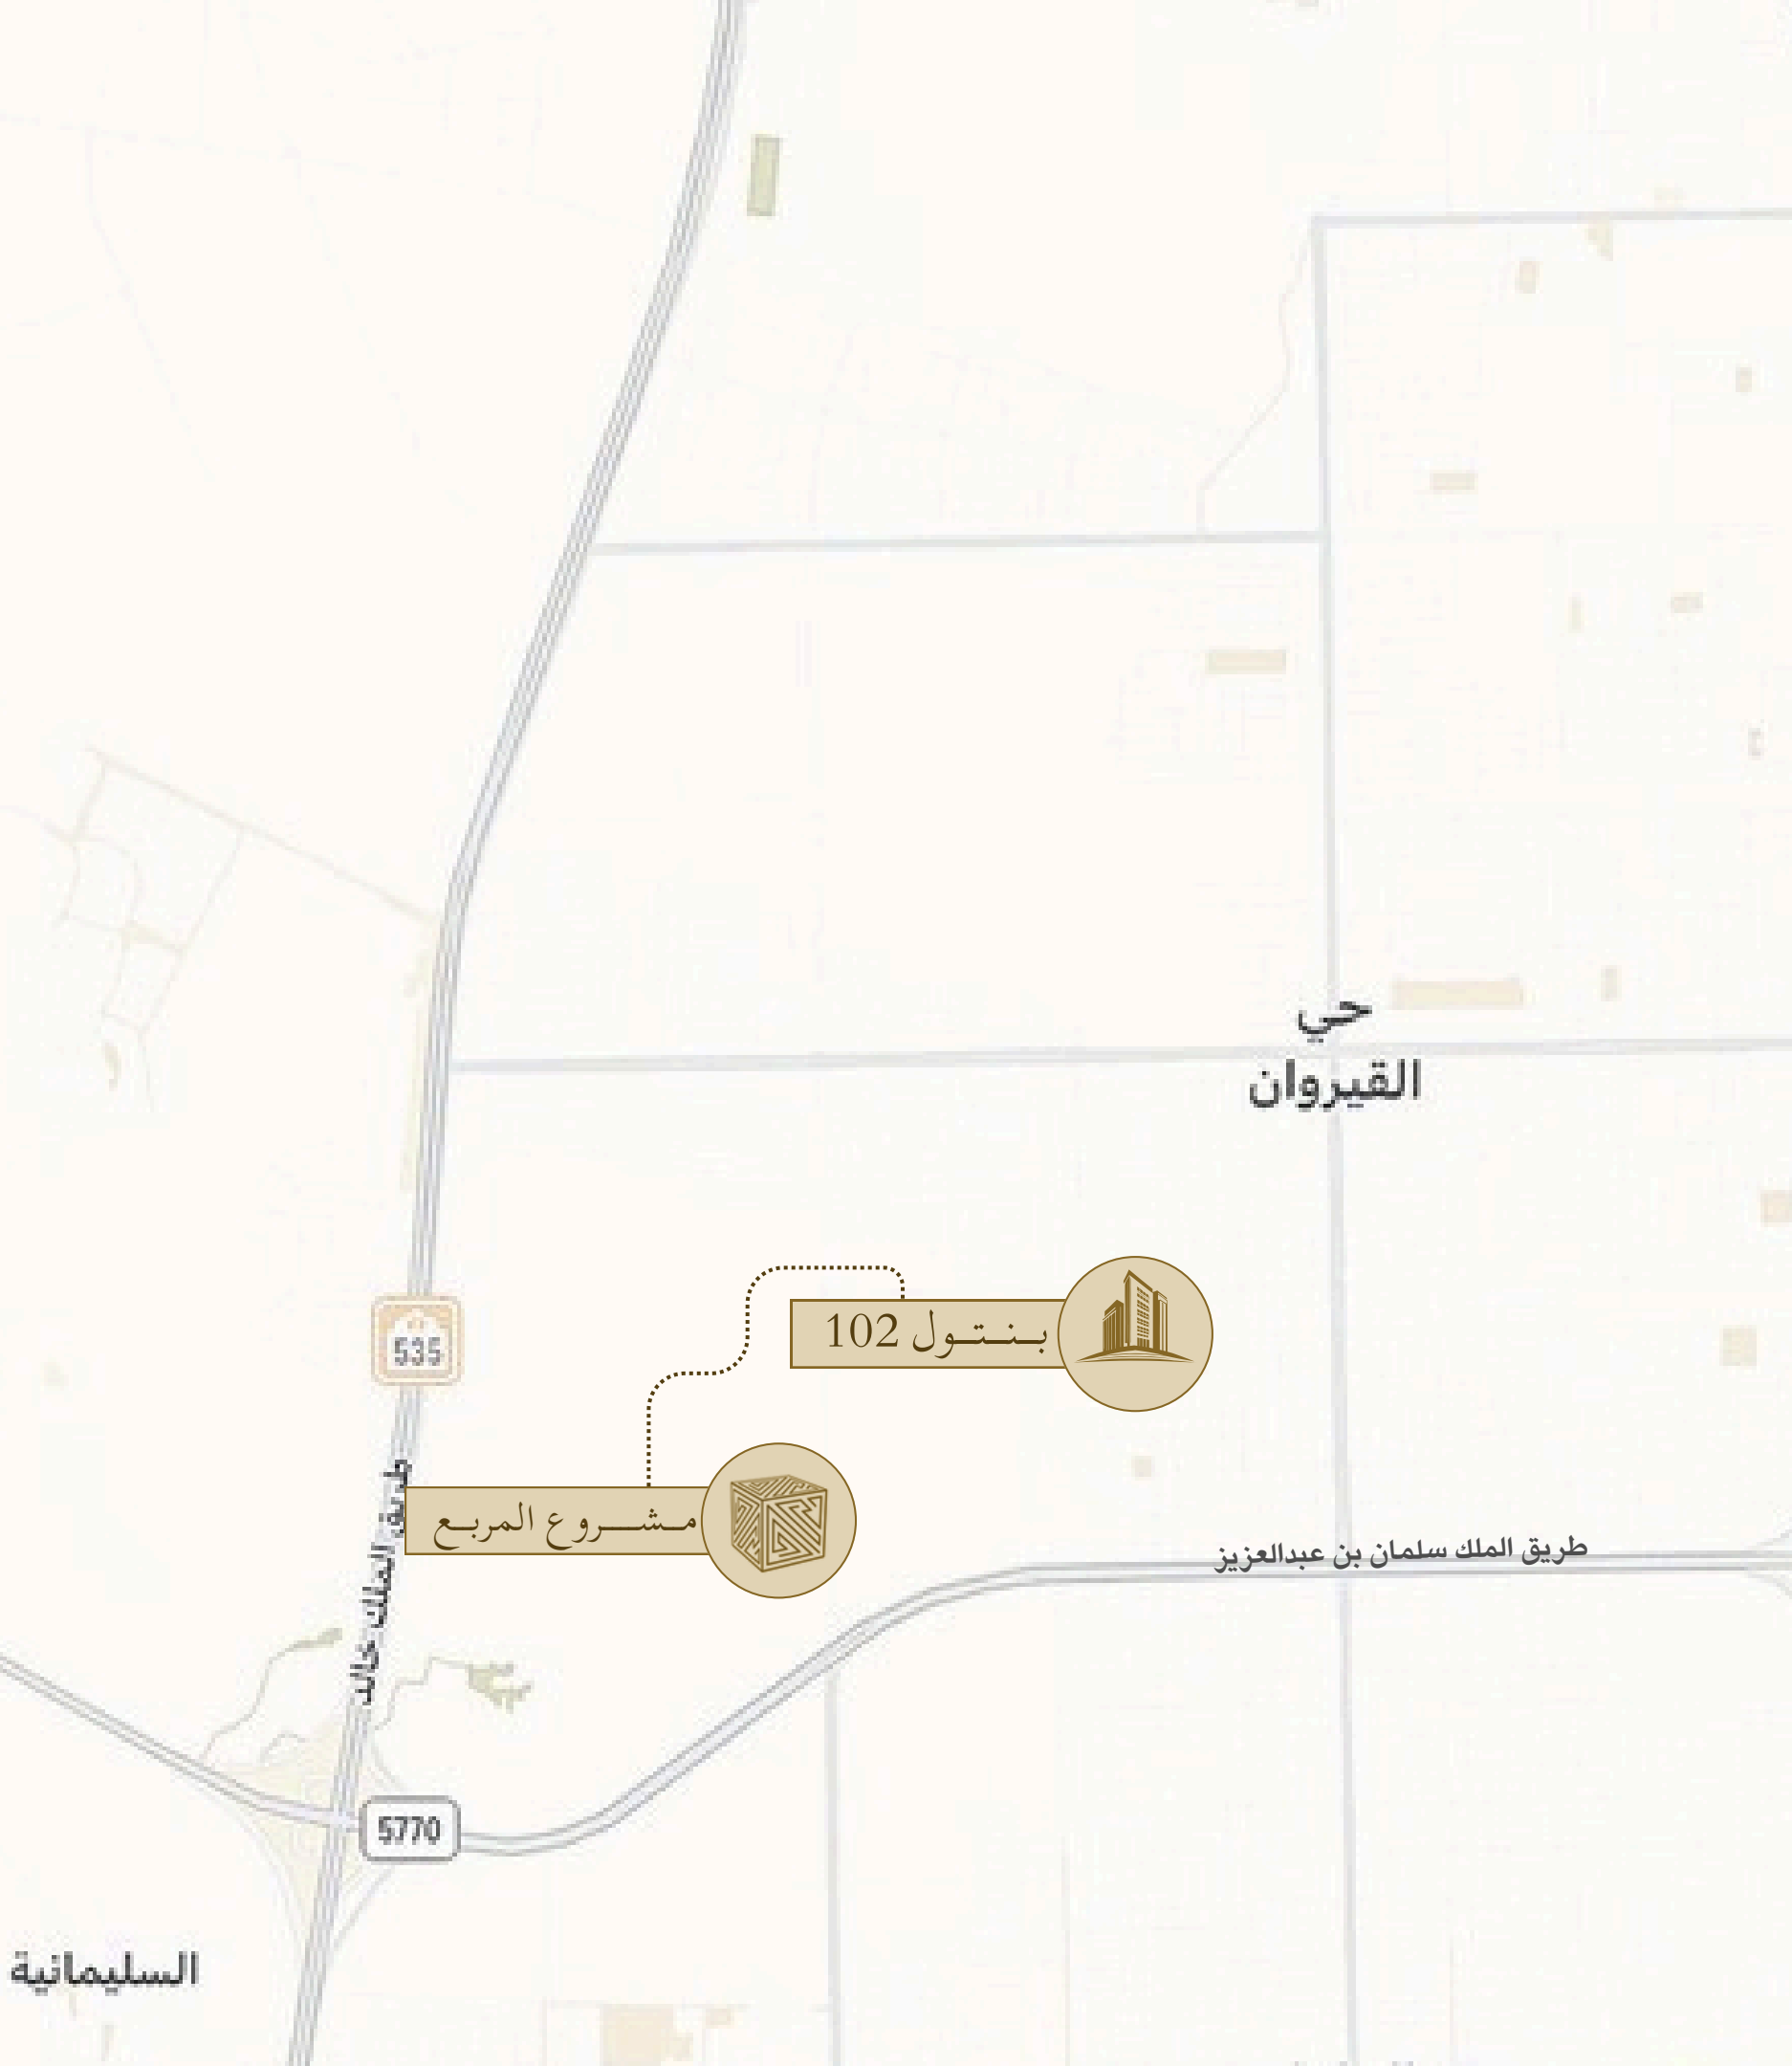 حي
القيروان
بنتول 102
535
مشروع المربع
طريق الملك خالد
طريق الملك سلمان بن عبدالعزيز
5770
السليمانية